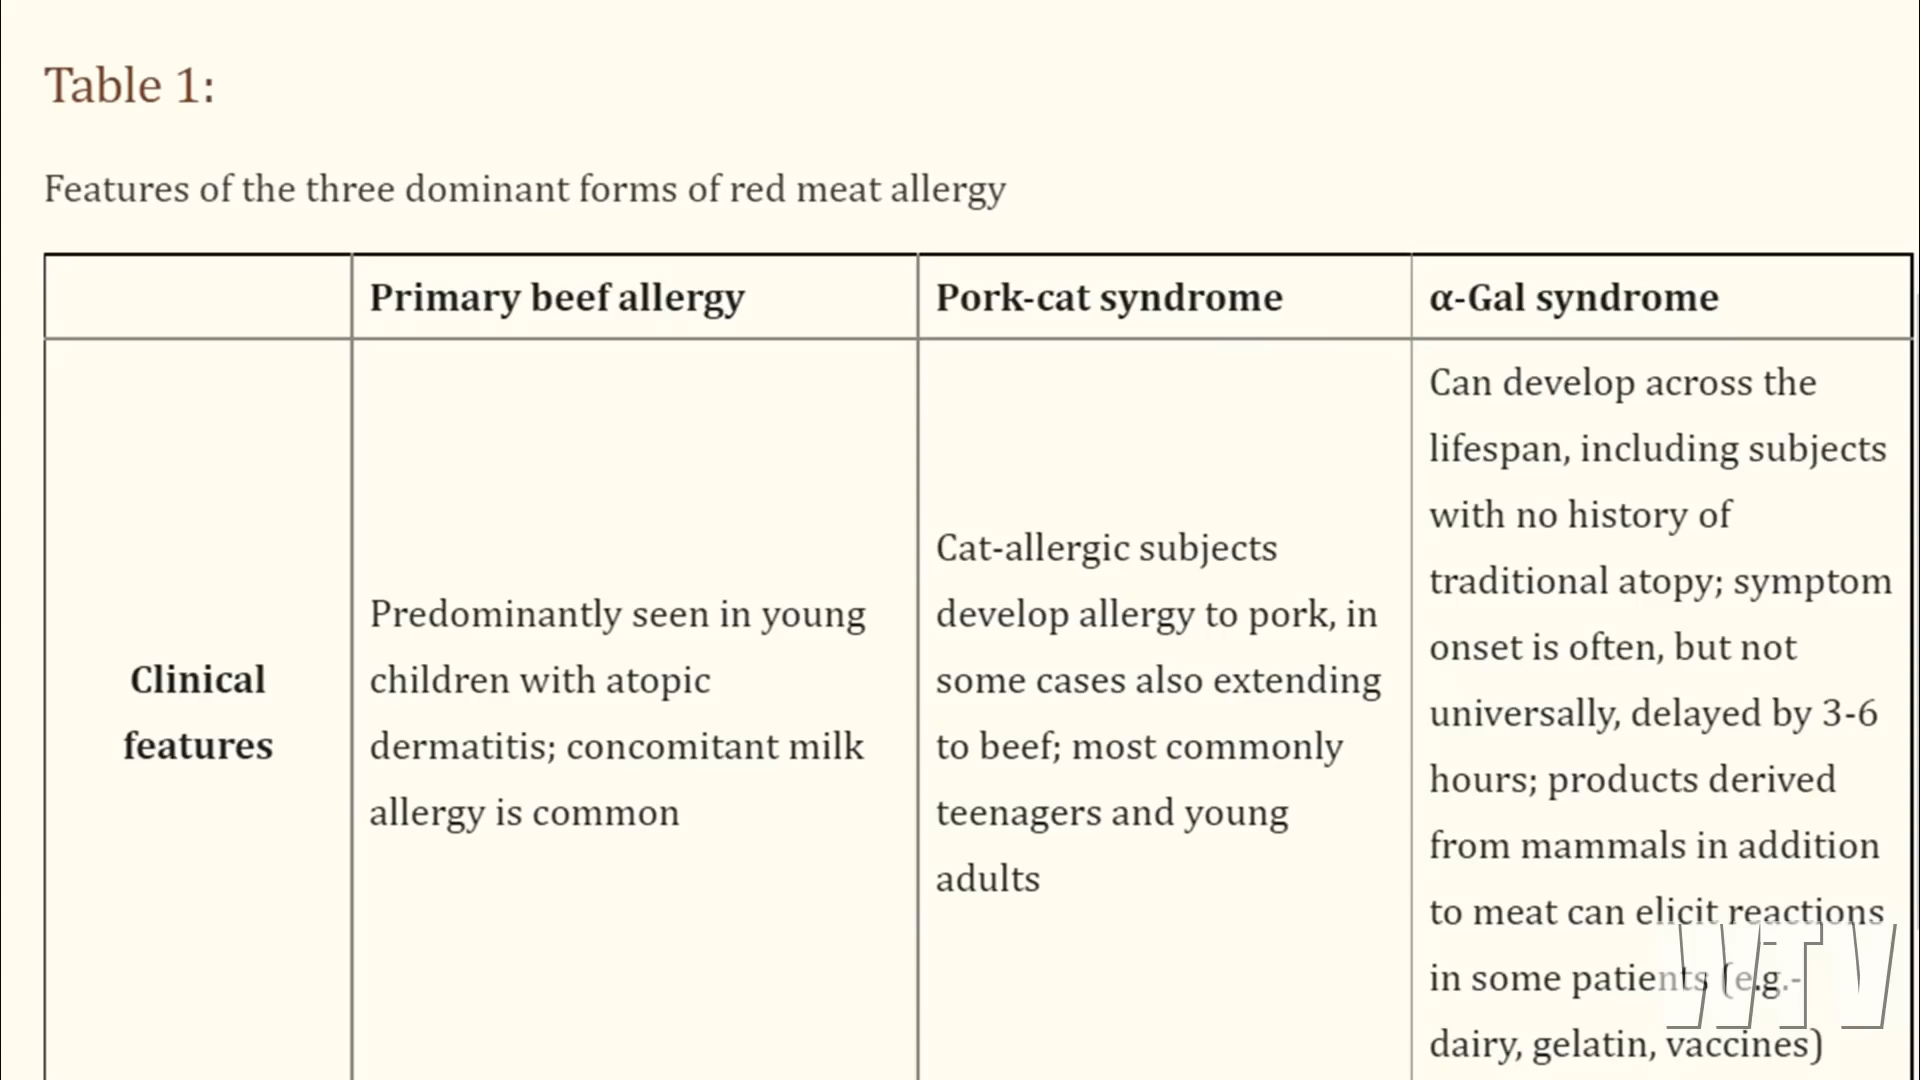 Table 1:
Features of the three dominant forms of red meat allergy
Primary beef allergy
Pork-cat syndrome
α-Gal syndrome
Clinical
features
Predominantly seen in young
children with atopic
dermatitis; concomitant milk
allergy is common
Cat-allergic subjects
develop allergy to pork, in
some cases also extending
to beef; most commonly
teenagers and young
adults
Can develop across the
lifespan, including subjects
with no history of
traditional atopy; symptom
onset is often, but not
universally, delayed by 3-6
hours; products derived
from mammals in addition
to meat can elicit reactions
in some patients (e.g.-
dairy, gelatin, vaccines)
WTV